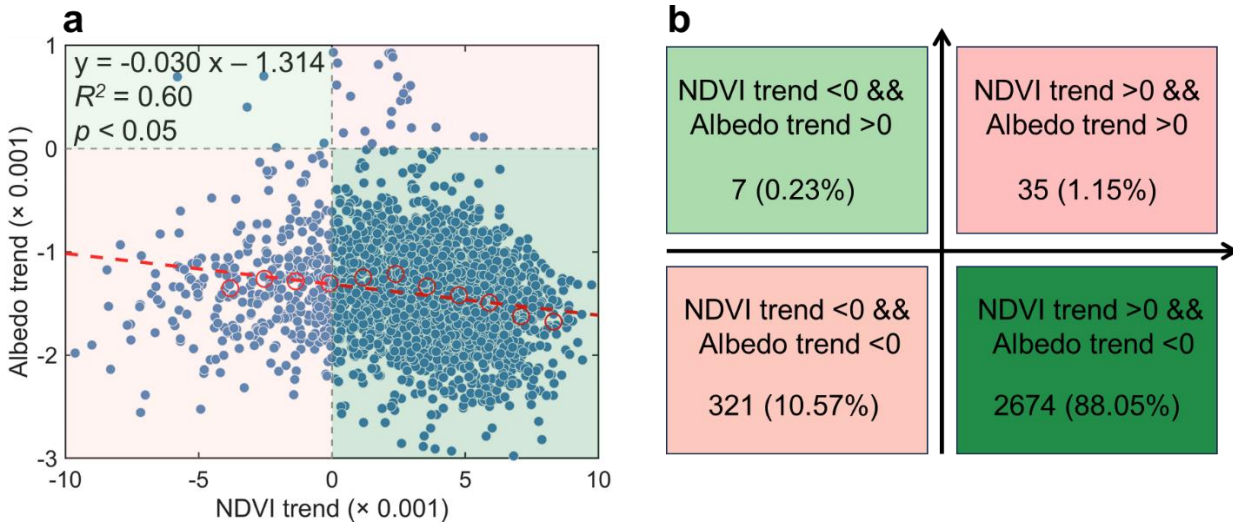 a
y = -0.030 x – 1.314
R² = 0.60
p < 0.05
1
0
-1
-2
-3
Albedo trend (× 0.001)
-10
-5
0
5
10
NDVI trend (× 0.001)
b
NDVI trend <0 &&
Albedo trend >0
7 (0.23%)
NDVI trend >0 &&
Albedo trend >0
35 (1.15%)
NDVI trend <0 &&
Albedo trend <0
321 (10.57%)
NDVI trend >0 &&
Albedo trend <0
2674 (88.05%)